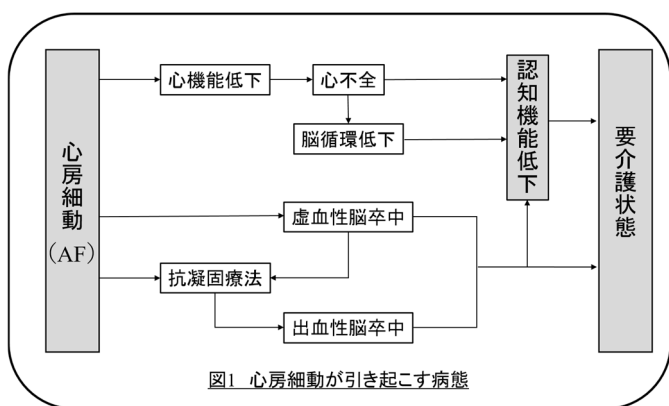 心房細動
(AF)
心機能低下
心不全
脳循環低下
認知機能低下
要介護状態
虚血性脳卒中
抗凝固療法
出血性脳卒中
図1 心房細動が引き起こす病態